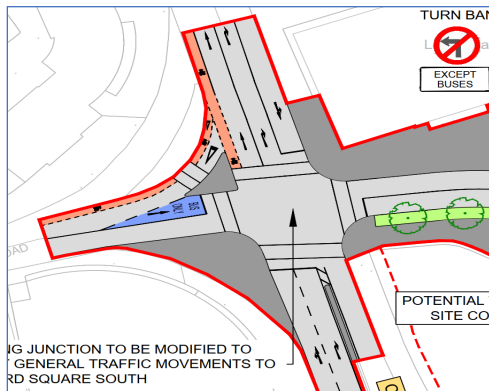 TURN BAN
EXCEPT
BUSES
BUS
ONLY
OAD
POTENTIAL
SITE CO
NG JUNCTION TO BE MODIFIED TO
GENERAL TRAFFIC MOVEMENTS TO
RD SQUARE SOUTH